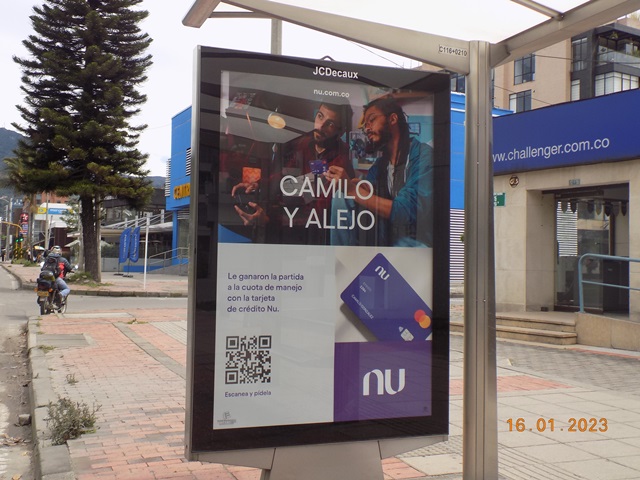 C116+0210
JCDecaux
nu.com.co
CAMILO
Y ALEJO
Le ganaron la partida
a la cuota de manejo
con la tarjeta
de crédito Nu.
nu
Escanea y pídela
nu
www.challenger.com.co
16.01.2023